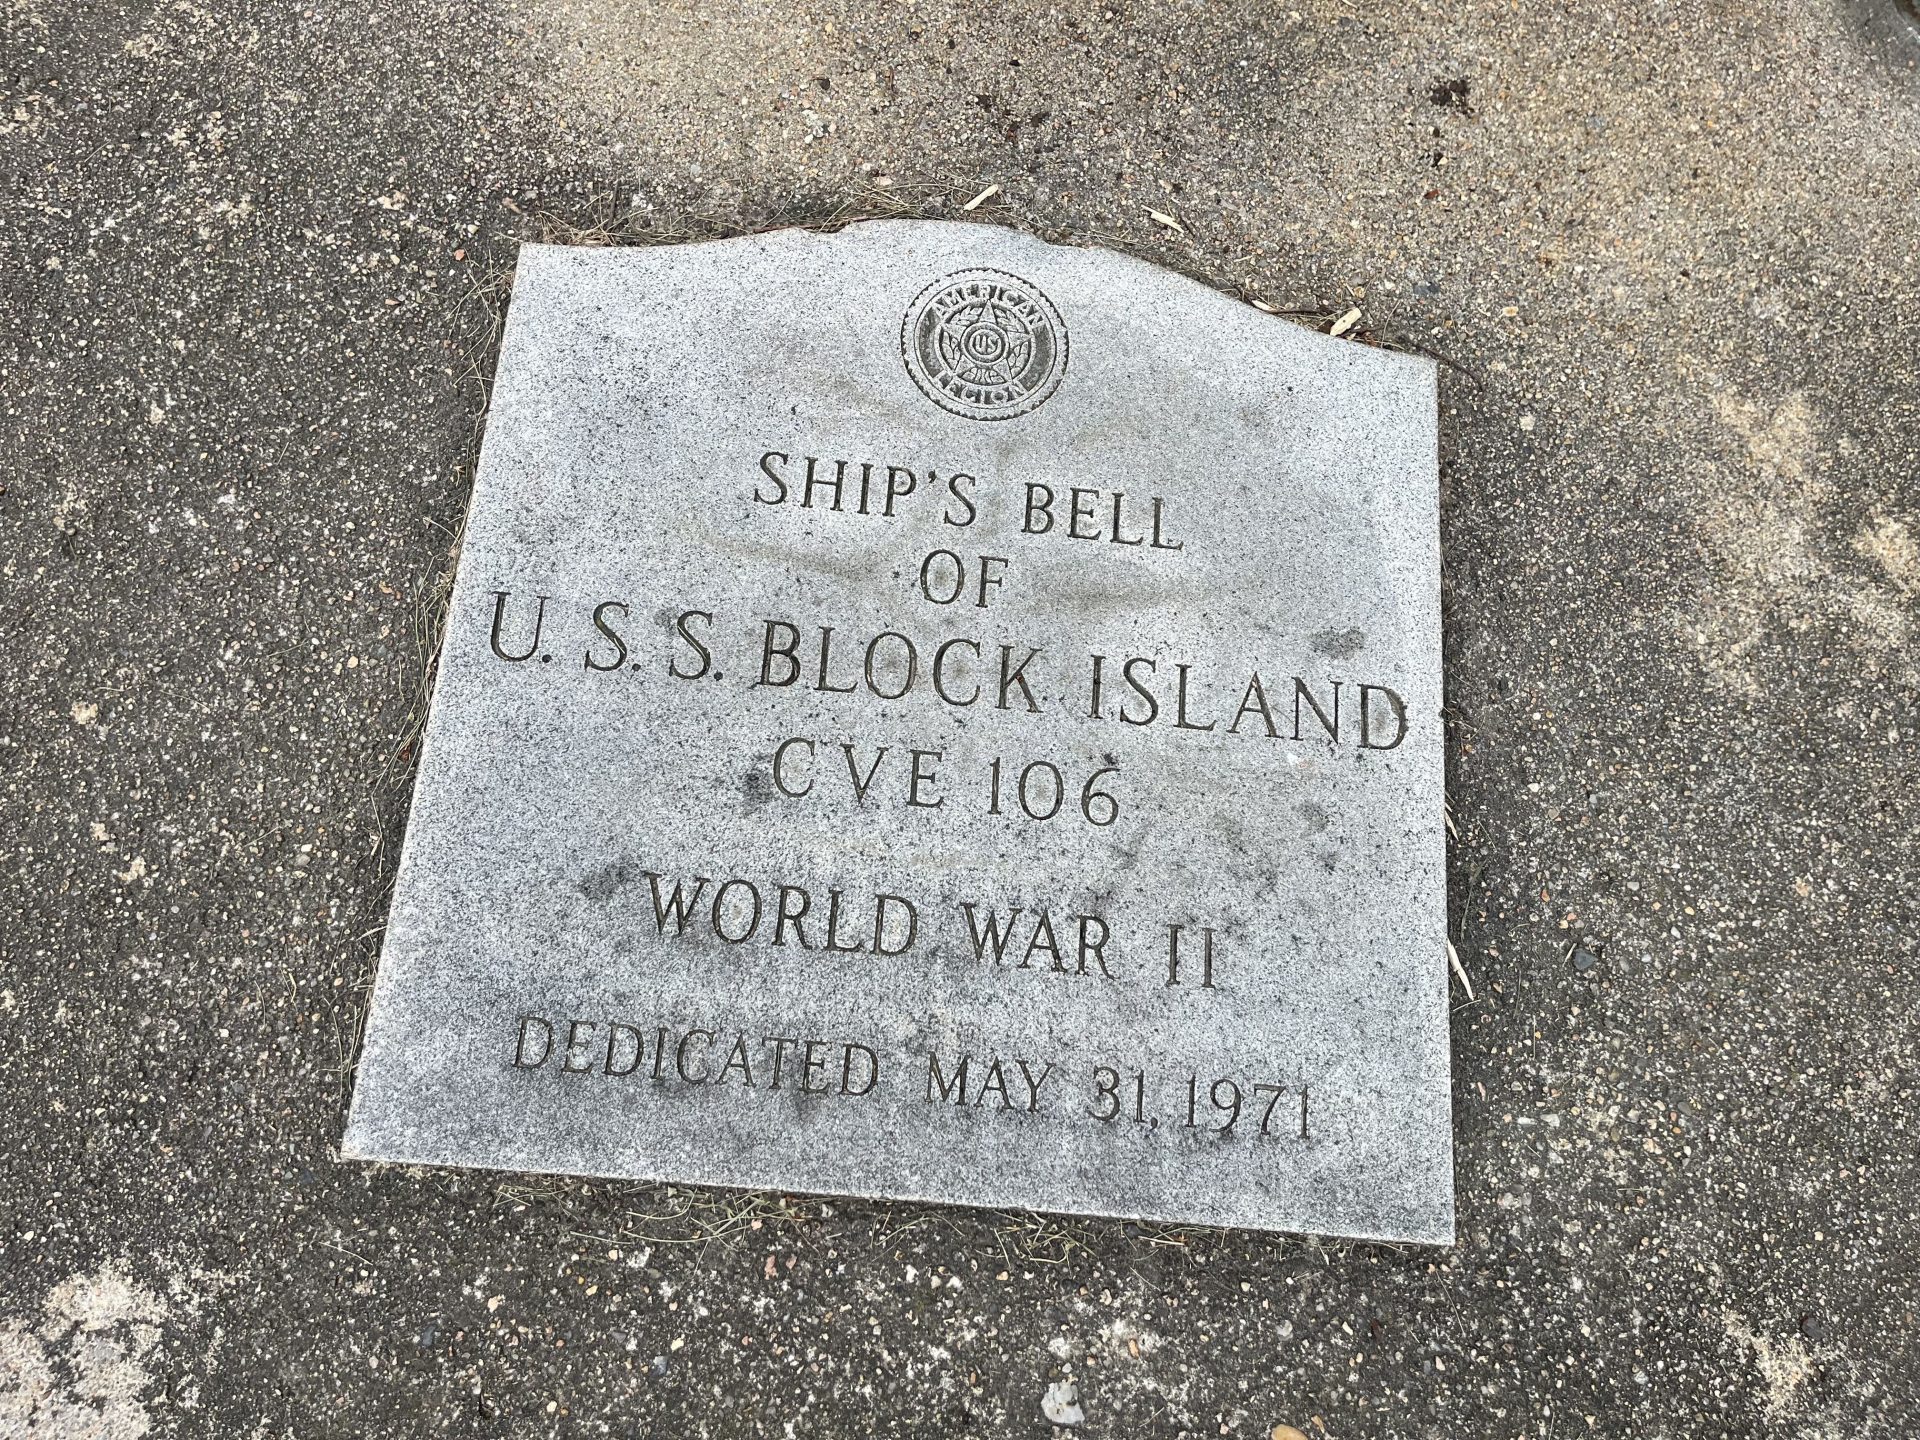 AMERICAN
US
LEGION
SHIP'S BELL
OF
U.S.S. BLOCK ISLAND
CVE 106
WORLD WAR II
DEDICATED MAY 31, 1971